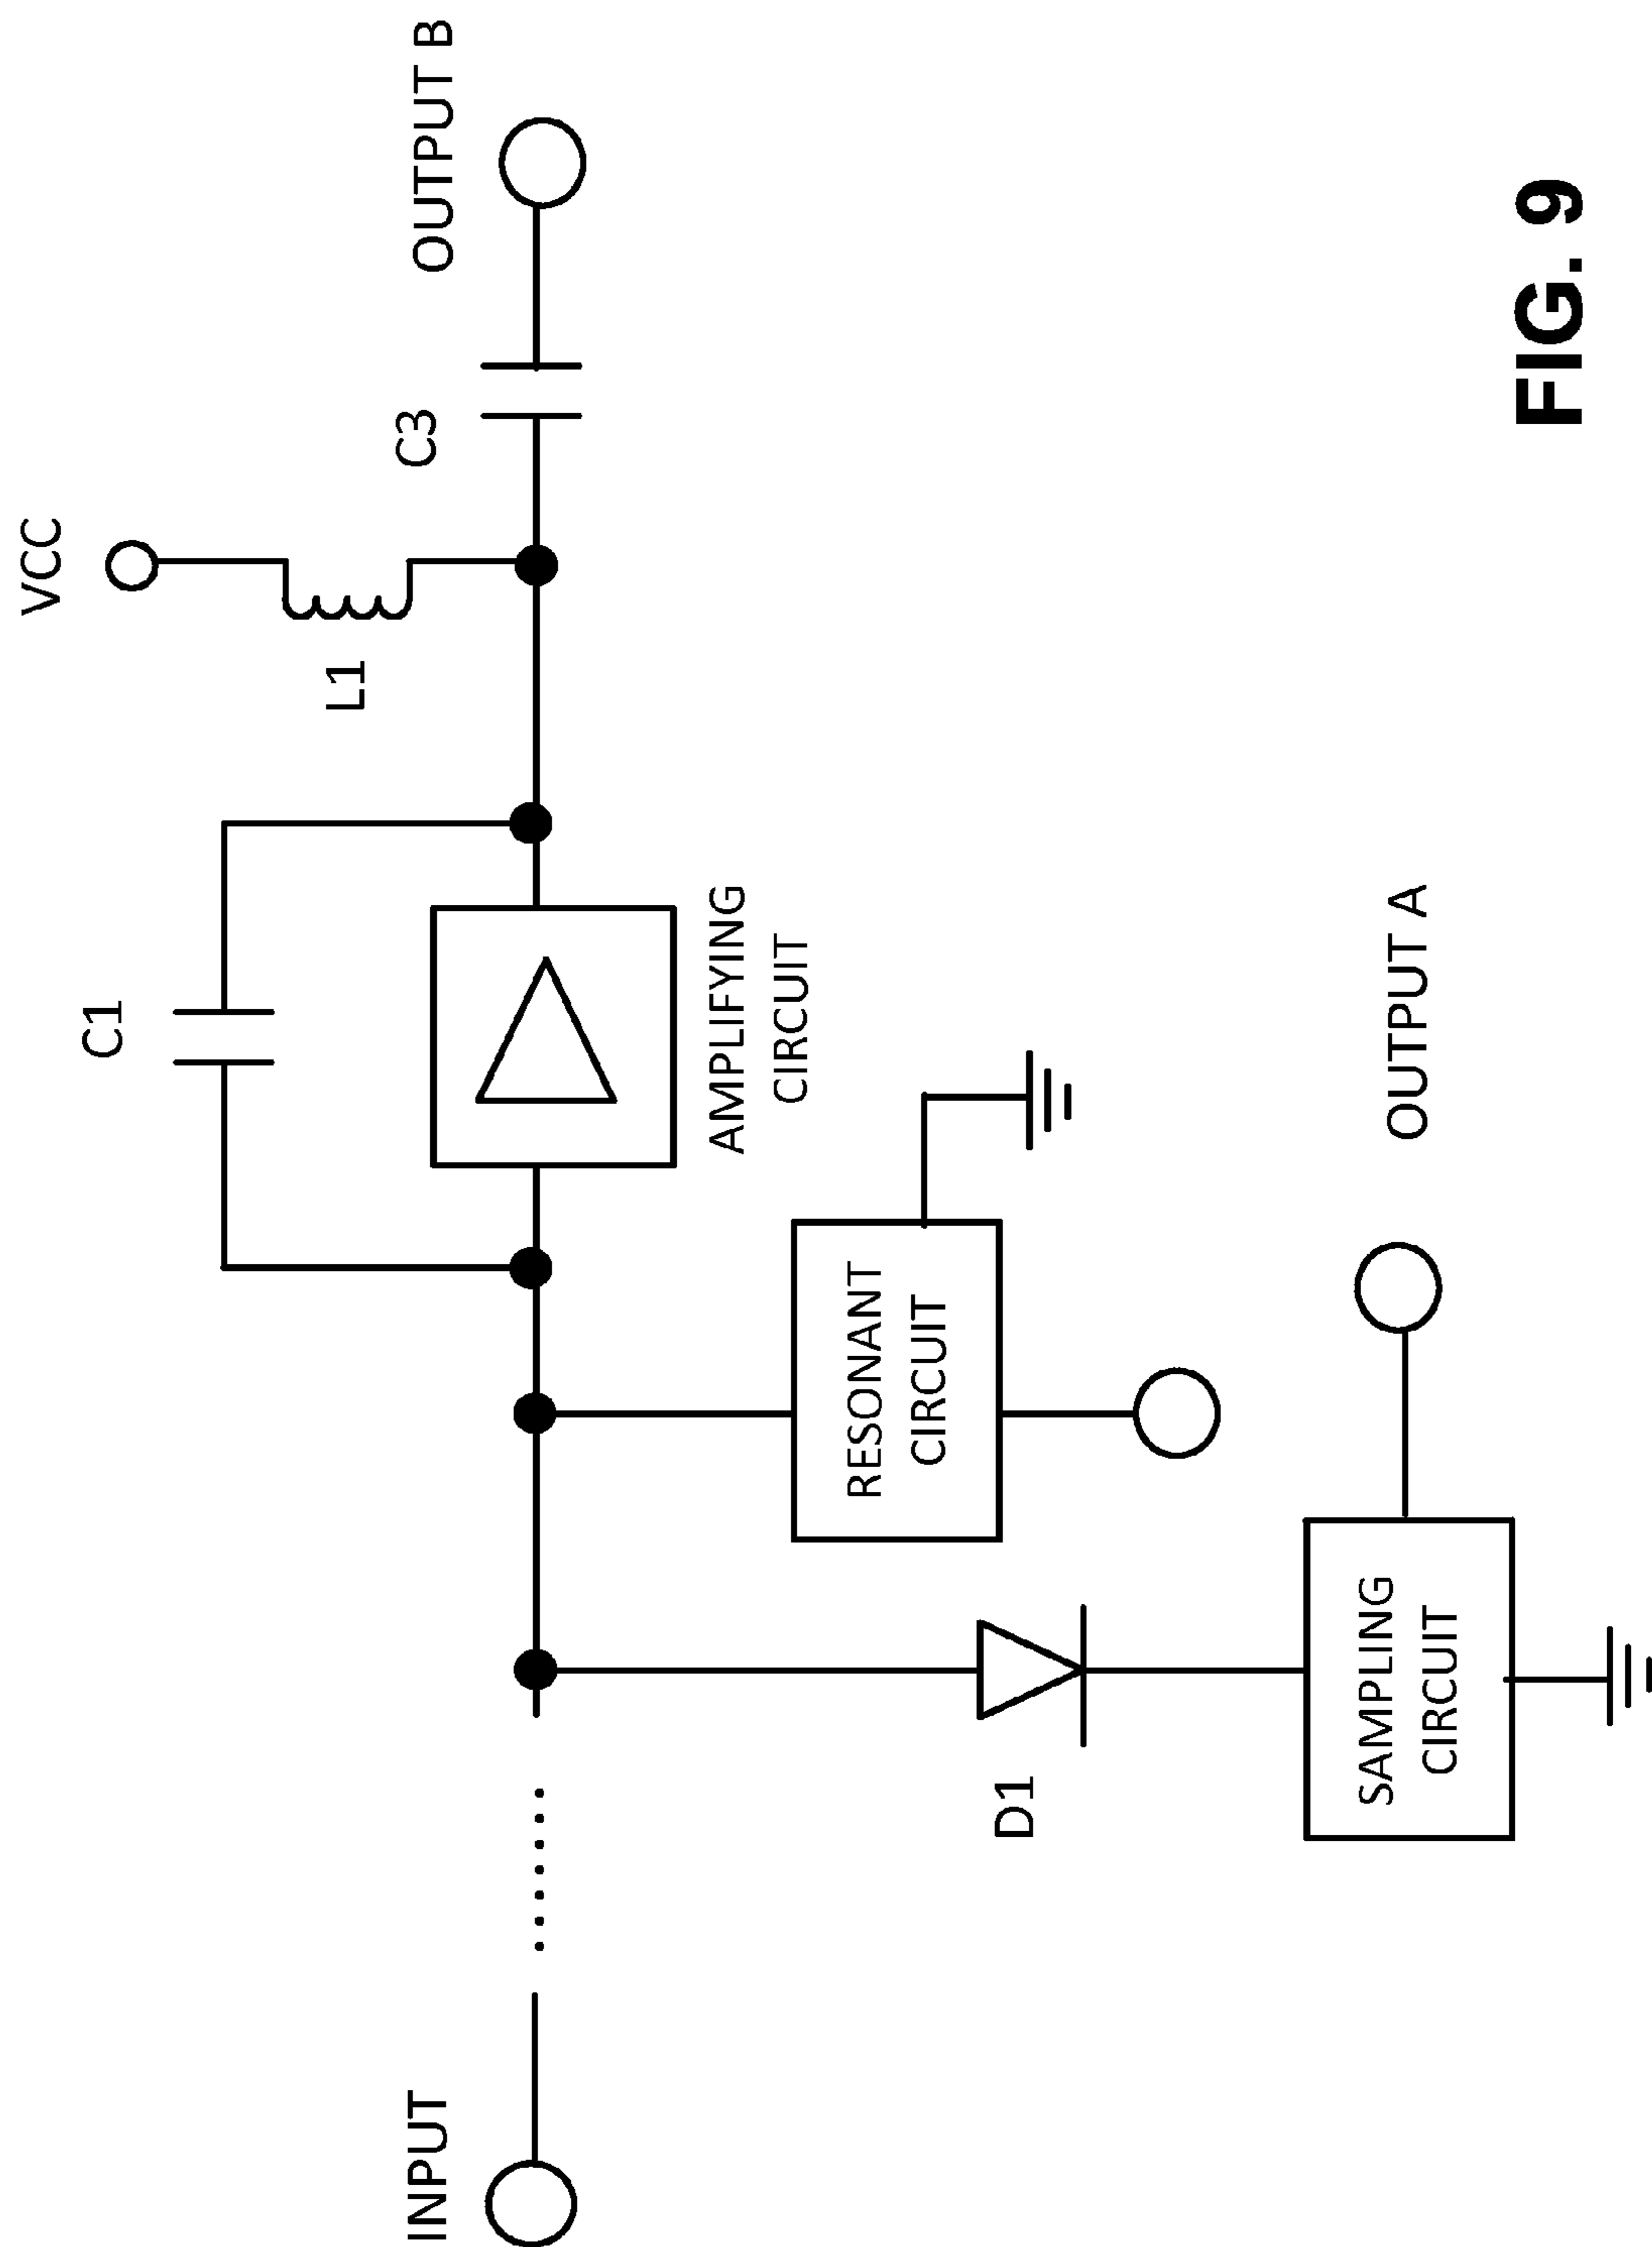 VCC
L1
C1
C3
OUTPUT B
INPUT
AMPLIFYING
CIRCUIT
RESONANT
CIRCUIT
D1
OUTPUT A
SAMPLING
CIRCUIT
FIG. 9